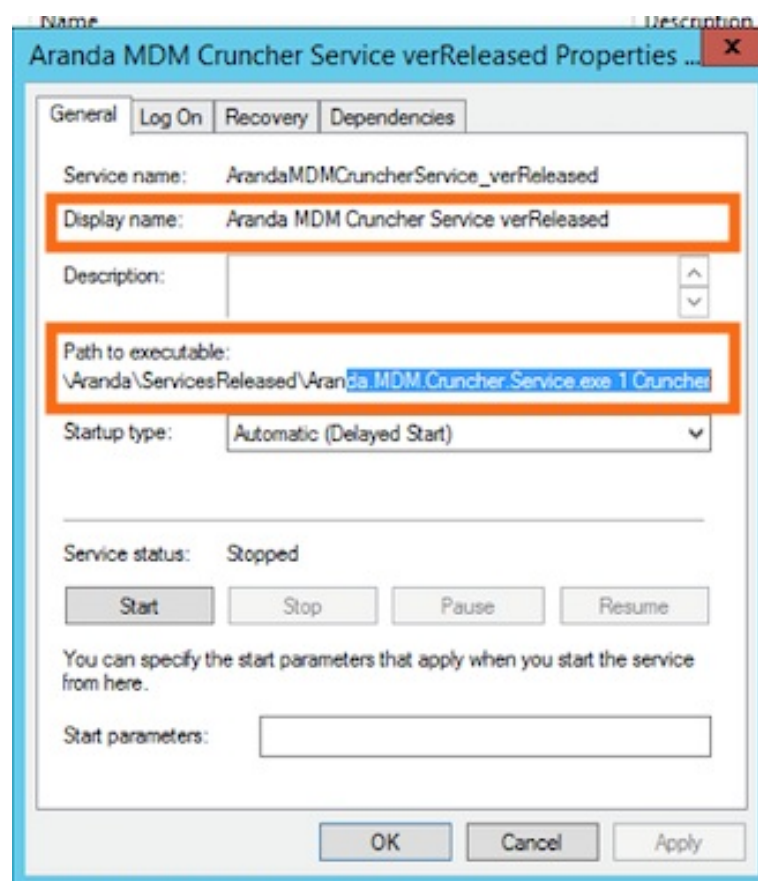 Name Description
Aranda MDM Cruncher Service verReleased Properties ...
General Log On Recovery Dependencies
Service name: ArandaMDMCruncherService_verReleased
Display name: Aranda MDM Cruncher Service verReleased
Description:
Path to executable:
\Aranda\ServicesReleased\Aranda.MDM.Cruncher.Service.exe 1 Cruncher
Startup type: Automatic (Delayed Start)
Service status: Stopped
Start Stop Pause Resume
You can specify the start parameters that apply when you start the service
from here.
Start parameters:
OK Cancel Apply